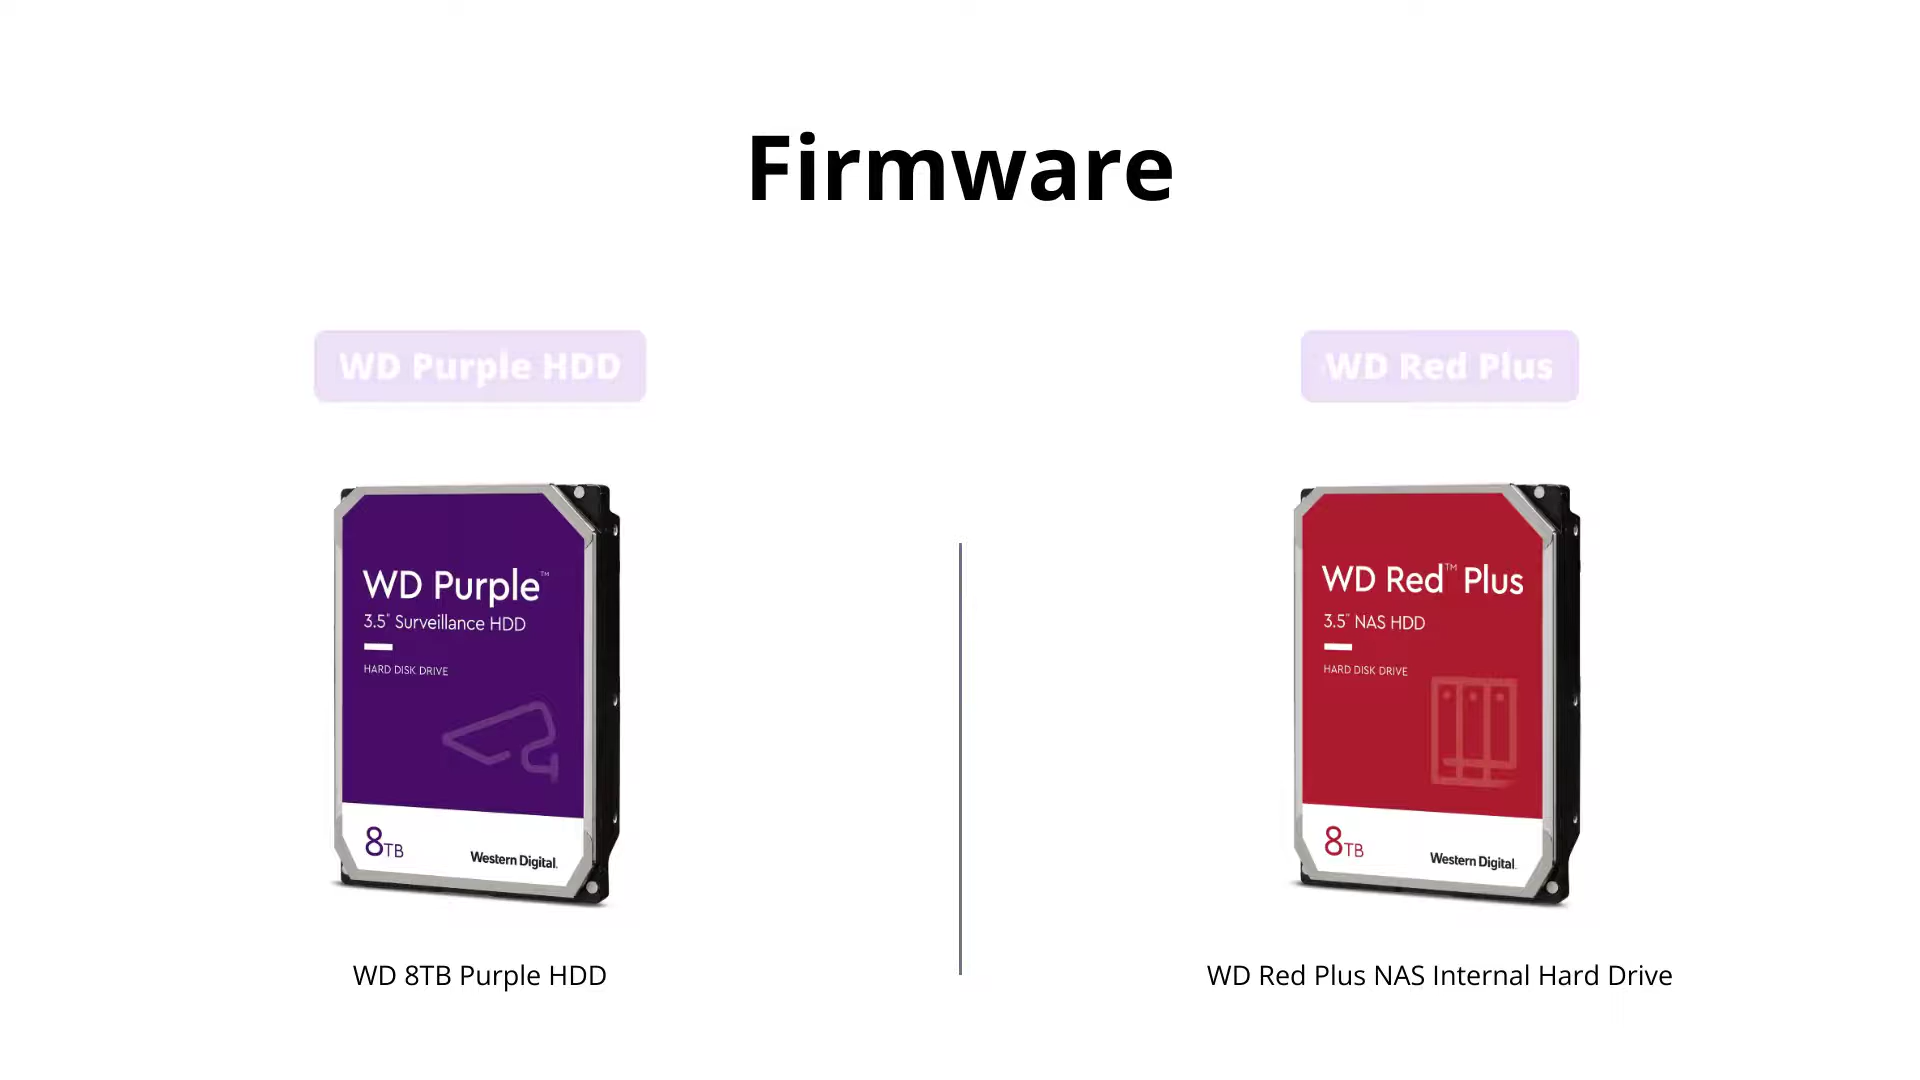 Firmware
WD Purple HDD
WD Red Plus
WD Purple™
3.5" Surveillance HDD
HARD DISK DRIVE
8TB
Western Digital.
WD Red™ Plus
3.5" NAS HDD
HARD DISK DRIVE
8TB
Western Digital.
WD 8TB Purple HDD
WD Red Plus NAS Internal Hard Drive